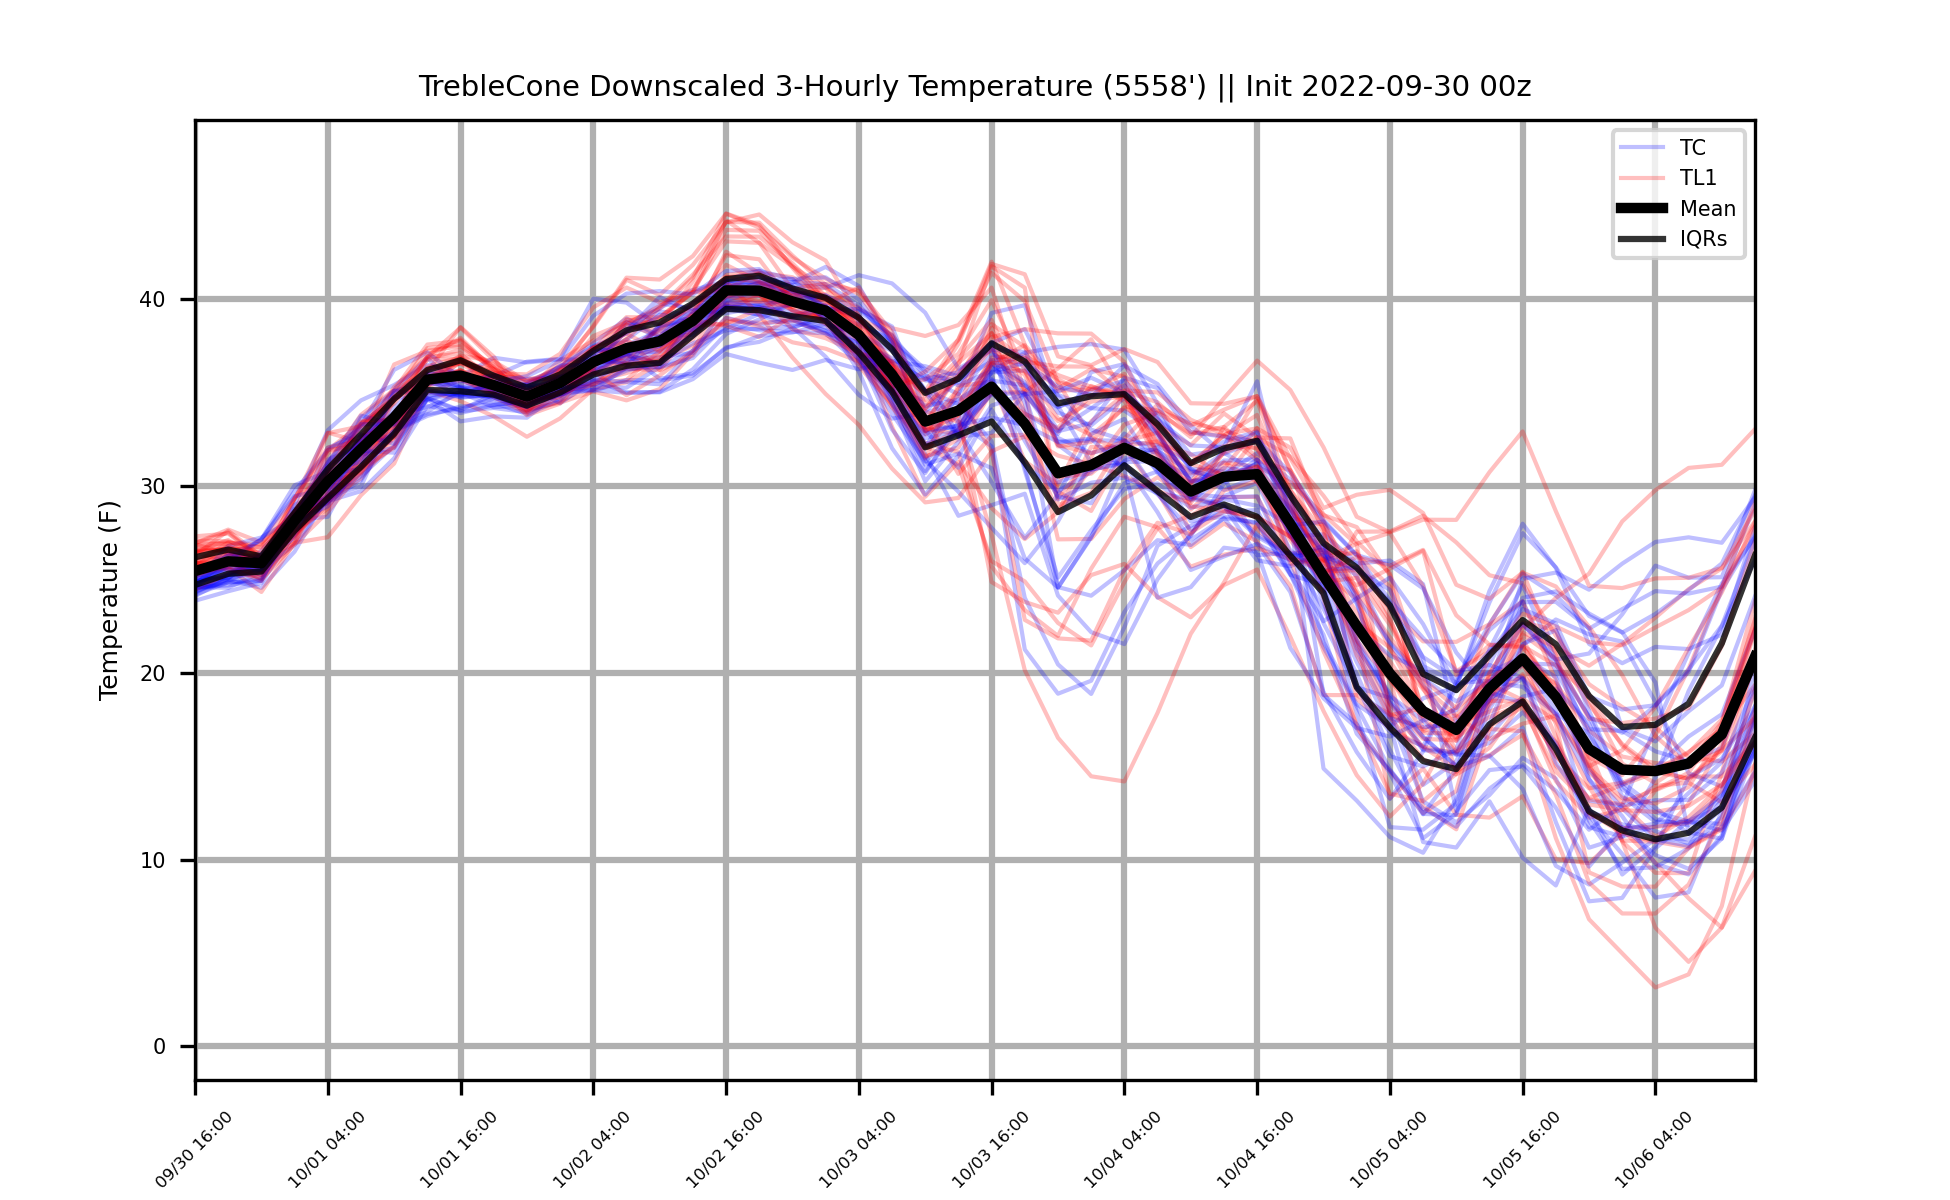 TrebleCone Downscaled 3-Hourly Temperature (5558') || Init 2022-09-30 00z
TC
TL1
Mean
IQRs
Temperature (F)
40
30
20
10
0
09/30 16:00
10/01 04:00
10/01 16:00
10/02 04:00
10/02 16:00
10/03 04:00
10/03 16:00
10/04 04:00
10/04 16:00
10/05 04:00
10/05 16:00
10/06 04:00